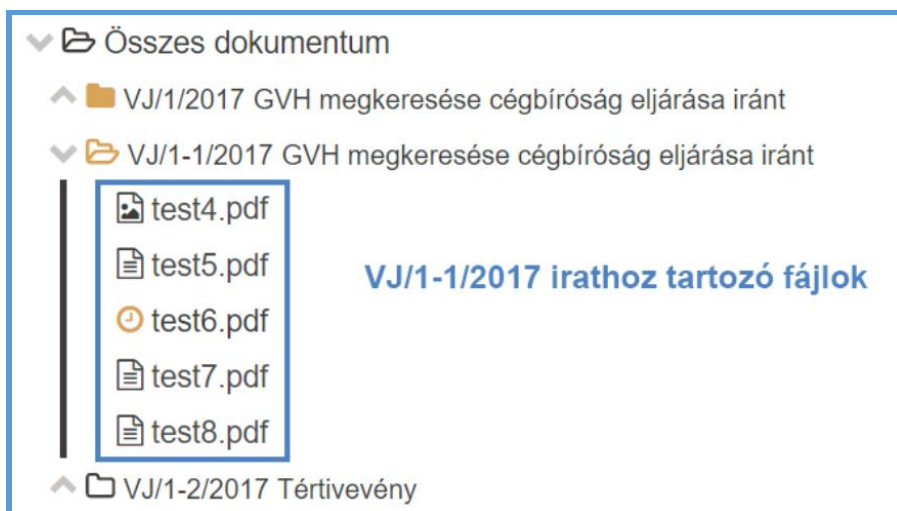 Összes dokumentum
VJ/1/2017 GVH megkeresése cégbíróság eljárása iránt
VJ/1-1/2017 GVH megkeresése cégbíróság eljárása iránt
test4.pdf
test5.pdf
VJ/1-1/2017 irathoz tartozó fájlok
test6.pdf
test7.pdf
test8.pdf
VJ/1-2/2017 Tértivevény